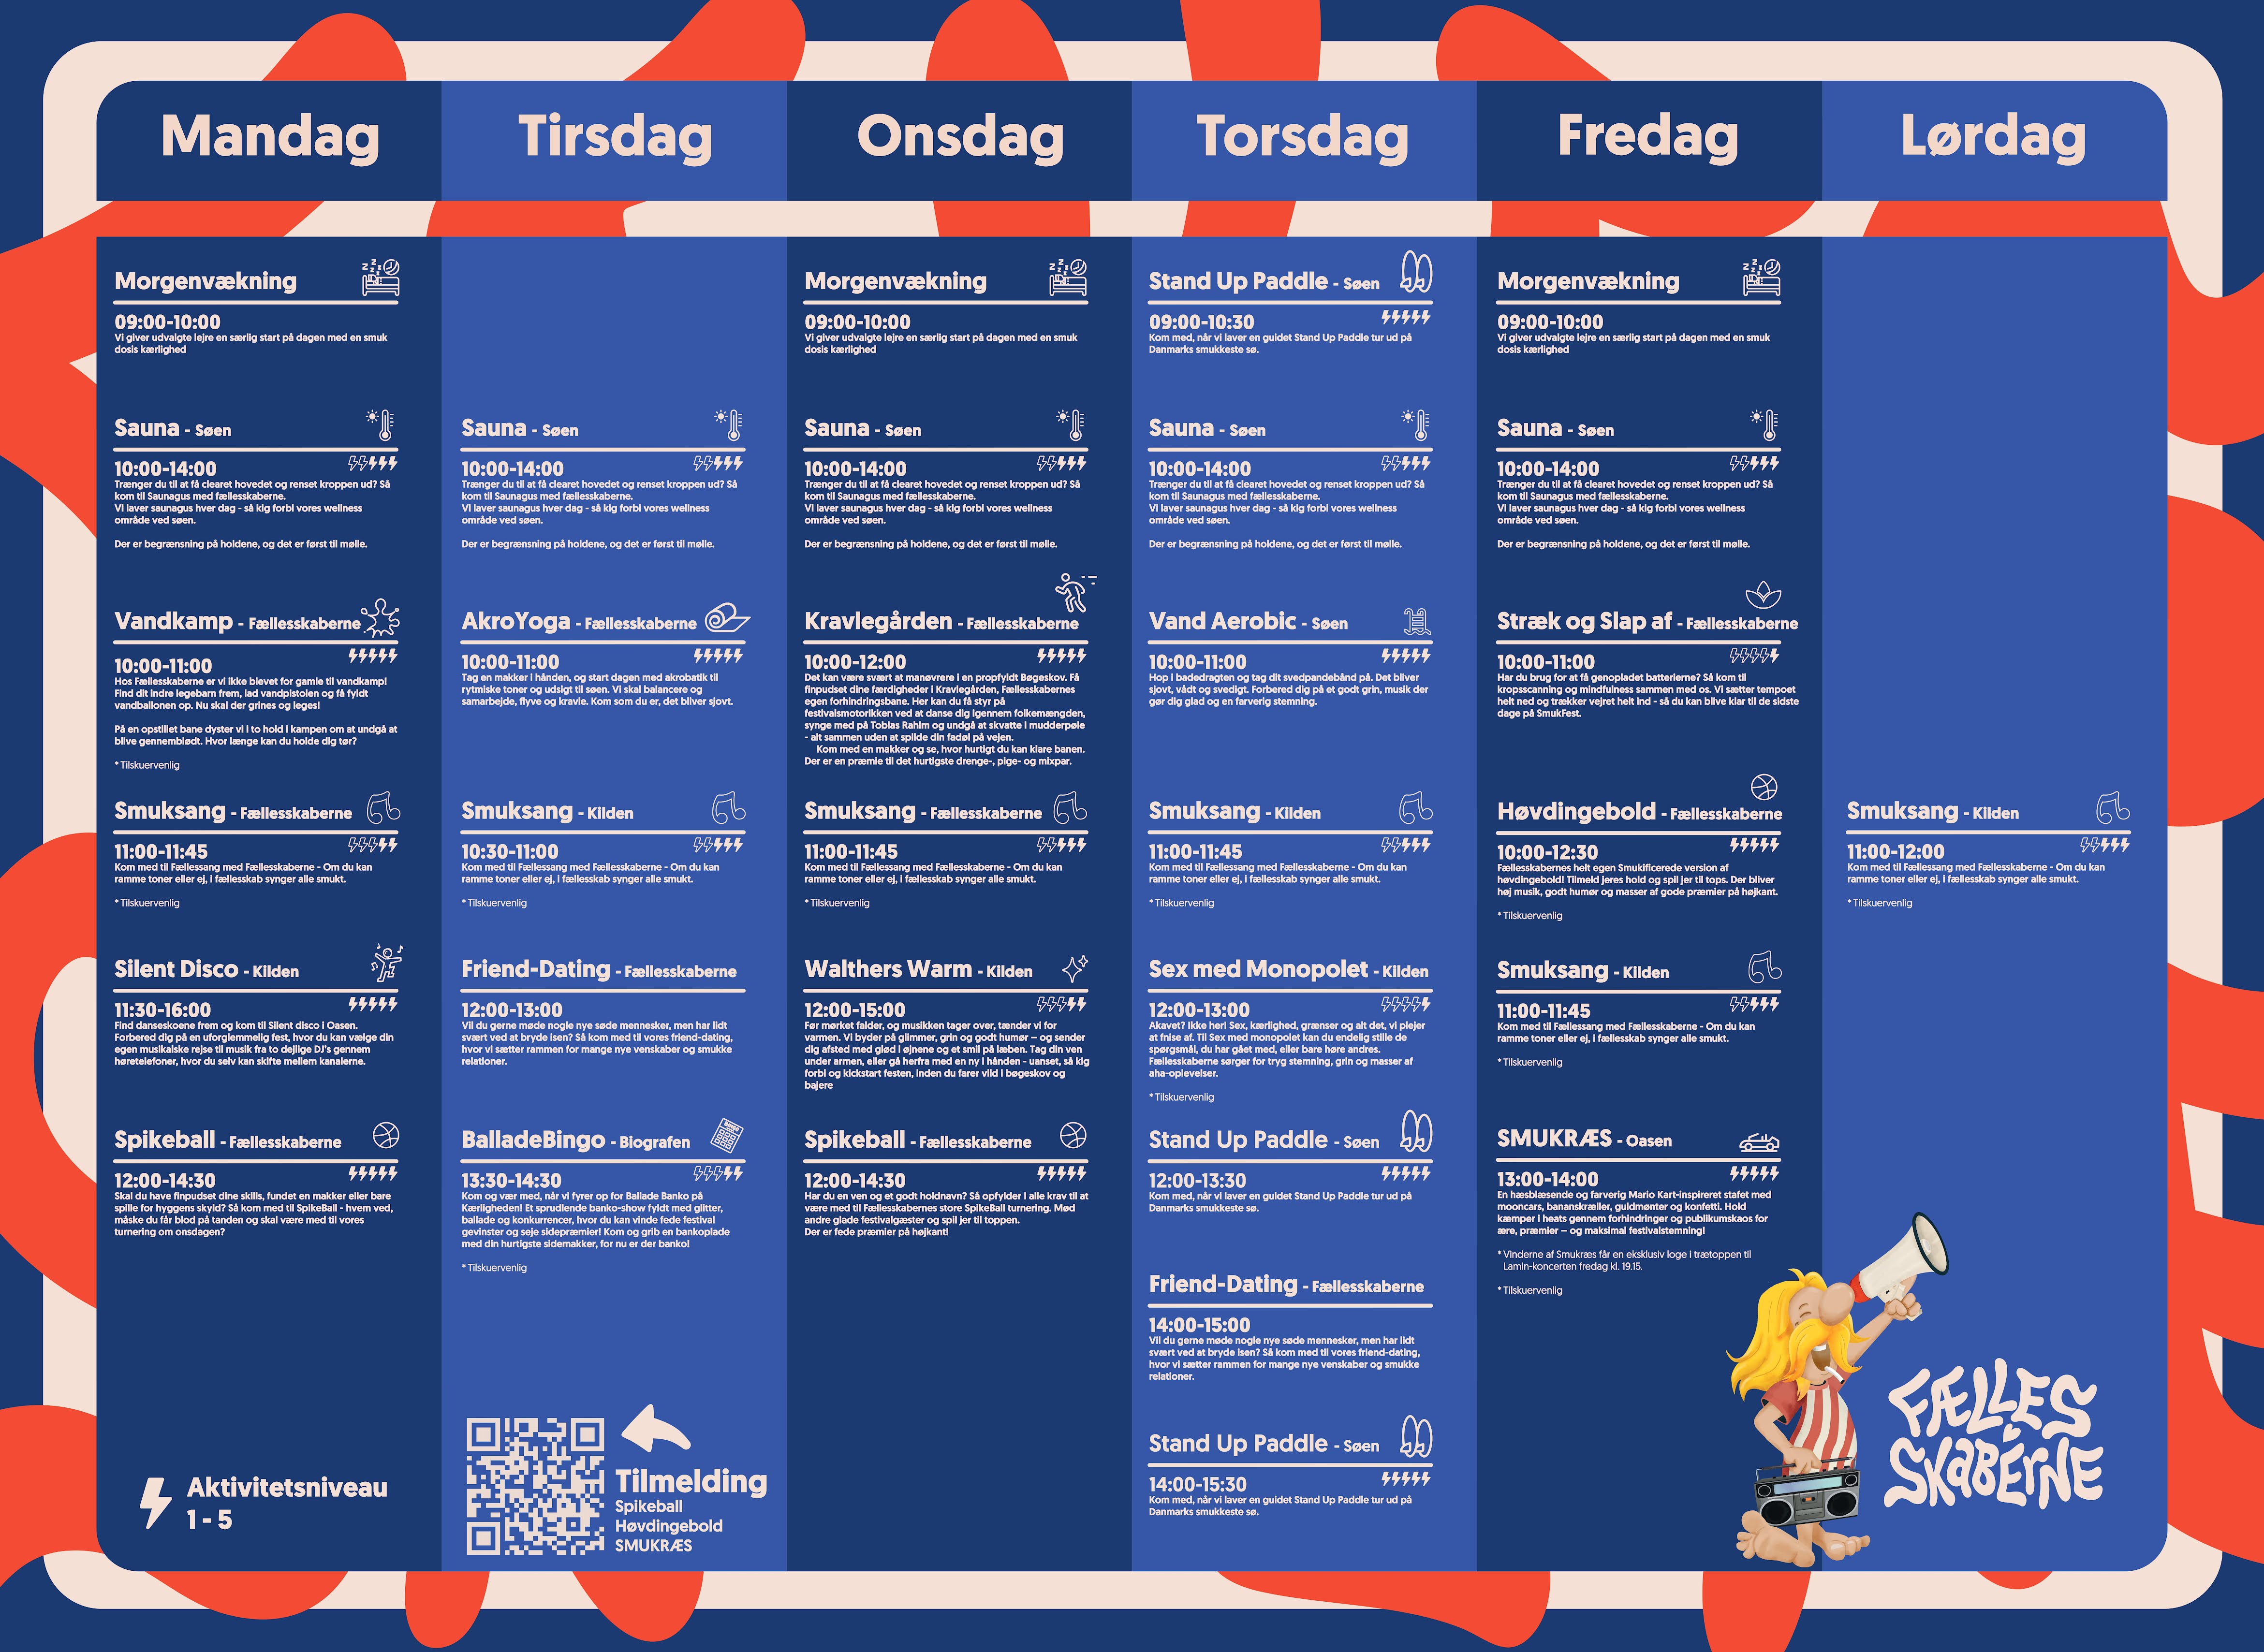 Mandag
Tirsdag
Onsdag
Torsdag
Fredag
Lørdag
Morgenvækning
09:00-10:00
Vi giver udvalgte lejre en særlig start på dagen med en smuk
dosis kærlighed
Sauna - Søen
10:00-14:00
Trænger du til at få clearet hovedet og renset kroppen ud? Så
kom til Saunagus med fællesskaberne.
Vi laver saunagus hver dag - så kig forbi vores wellness
område ved søen.
Der er begrænsning på holdene, og det er først til mølle.
Vandkamp - Fællesskaberne
10:00-11:00
Hos Fællesskaberne er vi ikke blevet for gamle til vandkamp!
Find dit indre legebarn frem, lad vandpistolen og få fyldt
vandballonen op. Nu skal der grines og leges!
På en opstillet bane dyster vi i to hold i kampen om at undgå at
blive gennemblødt. Hvor længe kan du holde dig tør?
* Tilskuervenlig
Smuksang - Fællesskaberne
11:00-11:45
Kom med til Fællessang med Fællesskaberne - Om du kan
ramme toner eller ej, i fællesskab synger alle smukt.
* Tilskuervenlig
Silent Disco - Kilden
11:30-16:00
Find danseskoene frem og kom til Silent disco i Oasen.
Forbered dig på en uforglemmelig fest, hvor du kan vælge din
egen musikalske rejse til musik fra to dejlige DJ's gennem
høretelefoner, hvor du selv kan skifte mellem kanalerne.
Spikeball - Fællesskaberne
12:00-14:30
Skal du have finpudset dine skills, fundet en makker eller bare
spille for hyggens skyld? Så kom med til SpikeBall - hvem ved,
måske du får blod på tanden og skal være med til vores
turnering om onsdagen?
Aktivitetsniveau
1 - 5
Sauna - Søen
10:00-14:00
Trænger du til at få clearet hovedet og renset kroppen ud? Så
kom til Saunagus med fællesskaberne.
Vi laver saunagus hver dag - så kig forbi vores wellness
område ved søen.
Der er begrænsning på holdene, og det er først til mølle.
AkroYoga - Fællesskaberne
10:00-11:00
Tag en makker i hånden, og start dagen med akrobatik til
rytmiske toner og udsigt til søen. Vi skal balancere og
samarbejde, flyve og kravle. Kom som du er, det bliver sjovt.
Smuksang - Kilden
10:30-11:00
Kom med til Fællessang med Fællesskaberne - Om du kan
ramme toner eller ej, i fællesskab synger alle smukt.
* Tilskuervenlig
Friend-Dating - Fællesskaberne
12:00-13:00
Vil du gerne møde nogle nye søde mennesker, men har lidt
svært ved at bryde isen? Så kom med til vores friend-dating,
hvor vi sætter rammen for mange nye venskaber og smukke
relationer.
BalladeBingo - Biografen
13:30-14:30
Kom og vær med, når vi fyrer op for Ballade Banko på
Kærligheden! Et sprudlende banko-show fyldt med glitter,
ballade og konkurrencer, hvor du kan vinde fede festival
gevinster og seje sidepræmier! Kom og grib en bankoplade
med din hurtigste sidemakker, for nu er der banko!
* Tilskuervenlig
Tilmelding
Spikeball
Høvdingebold
SMUKRÆS
Morgenvækning
09:00-10:00
Vi giver udvalgte lejre en særlig start på dagen med en smuk
dosis kærlighed
Sauna - Søen
10:00-14:00
Trænger du til at få clearet hovedet og renset kroppen ud? Så
kom til Saunagus med fællesskaberne.
Vi laver saunagus hver dag - så kig forbi vores wellness
område ved søen.
Der er begrænsning på holdene, og det er først til mølle.
Kravlegården - Fællesskaberne
10:00-12:00
Det kan være svært at manøvrere i en propfyldt Bøgeskov. Få
finpudset dine færdigheder i Kravlegården, Fællesskabernes
egen forhindringsbane. Her kan du få styr på
festivalsmotorikken ved at danse dig igennem folkemængden,
synge med på Tobias Rahim og undgå at skvatte i mudderpøle
- alt sammen uden at spilde din fadøl på vejen.
Kom med en makker og se, hvor hurtigt du kan klare banen.
Der er en præmie til det hurtigste drenge-, pige- og mixpar.
Smuksang - Fællesskaberne
11:00-11:45
Kom med til Fællessang med Fællesskaberne - Om du kan
ramme toner eller ej, i fællesskab synger alle smukt.
* Tilskuervenlig
Walthers Warm - Kilden
12:00-15:00
Før mørket falder, og musikken tager over, tænder vi for
varmen. Vi byder på glimmer, grin og godt humør – og sender
dig afsted med glød i øjnene og et smil på læben. Tag din ven
under armen, eller gå herfra med en ny i hånden - uanset, så kig
forbi og kickstart festen, inden du farer vild i bøgeskov og
bajere
Spikeball - Fællesskaberne
12:00-14:30
Har du en ven og et godt holdnavn? Så opfylder I alle krav til at
være med til Fællesskabernes store SpikeBall turnering. Mød
andre glade festivalgæster og spil jer til toppen.
Der er fede præmier på højkant!
Stand Up Paddle - Søen
09:00-10:30
Kom med, når vi laver en guidet Stand Up Paddle tur ud på
Danmarks smukkeste sø.
Sauna - Søen
10:00-14:00
Trænger du til at få clearet hovedet og renset kroppen ud? Så
kom til Saunagus med fællesskaberne.
Vi laver saunagus hver dag - så kig forbi vores wellness
område ved søen.
Der er begrænsning på holdene, og det er først til mølle.
Vand Aerobic - Søen
10:00-11:00
Hop i badedragten og tag dit svedpandebånd på. Det bliver
sjovt, vådt og svedigt. Forbered dig på et godt grin, musik der
gør dig glad og en farverig stemning.
Smuksang - Kilden
11:00-11:45
Kom med til Fællessang med Fællesskaberne - Om du kan
ramme toner eller ej, i fællesskab synger alle smukt.
* Tilskuervenlig
Sex med Monopolet - Kilden
12:00-13:00
Akavet? Ikke her! Sex, kærlighed, grænser og alt det, vi plejer
at fnise af. Til Sex med monopolet kan du endelig stille de
spørgsmål, du har gået med, eller bare høre andres.
Fællesskaberne sørger for tryg stemning, grin og masser af
aha-oplevelser.
* Tilskuervenlig
Stand Up Paddle - Søen
12:00-13:30
Kom med, når vi laver en guidet Stand Up Paddle tur ud på
Danmarks smukkeste sø.
Friend-Dating - Fællesskaberne
14:00-15:00
Vil du gerne møde nogle nye søde mennesker, men har lidt
svært ved at bryde isen? Så kom med til vores friend-dating,
hvor vi sætter rammen for mange nye venskaber og smukke
relationer.
Stand Up Paddle - Søen
14:00-15:30
Kom med, når vi laver en guidet Stand Up Paddle tur ud på
Danmarks smukkeste sø.
Morgenvækning
09:00-10:00
Vi giver udvalgte lejre en særlig start på dagen med en smuk
dosis kærlighed
Sauna - Søen
10:00-14:00
Trænger du til at få clearet hovedet og renset kroppen ud? Så
kom til Saunagus med fællesskaberne.
Vi laver saunagus hver dag - så kig forbi vores wellness
område ved søen.
Der er begrænsning på holdene, og det er først til mølle.
Stræk og Slap af - Fællesskaberne
10:00-11:00
Har du brug for at få genopladet batterierne? Så kom til
kropsscanning og mindfulness sammen med os. Vi sætter tempoet
helt ned og trækker vejret helt ind - så du kan blive klar til de sidste
dage på SmukFest.
Høvdingebold - Fællesskaberne
10:00-12:30
Fællesskabernes helt egen Smukificerede version af
høvdingebold! Tilmeld jeres hold og spil jer til tops. Der bliver
høj musik, godt humør og masser af gode præmier på højkant.
* Tilskuervenlig
Smuksang - Kilden
11:00-11:45
Kom med til Fællessang med Fællesskaberne - Om du kan
ramme toner eller ej, i fællesskab synger alle smukt.
* Tilskuervenlig
SMUKRÆS - Oasen
13:00-14:00
En hæsblæsende og farverig Mario Kart-inspireret stafet med
mooncars, bananskræller, guldmønter og konfetti. Hold
kæmper i heats gennem forhindringer og publikumskaos for
ære, præmier – og maksimal festivalstemning!
* Vinderne af Smukræs får en eksklusiv loge i trætoppen til
Lamin-koncerten fredag kl. 19.15.
* Tilskuervenlig
Smuksang - Kilden
11:00-12:00
Kom med til Fællessang med Fællesskaberne - Om du kan
ramme toner eller ej, i fællesskab synger alle smukt.
* Tilskuervenlig
FÆLLES
SKABERNE